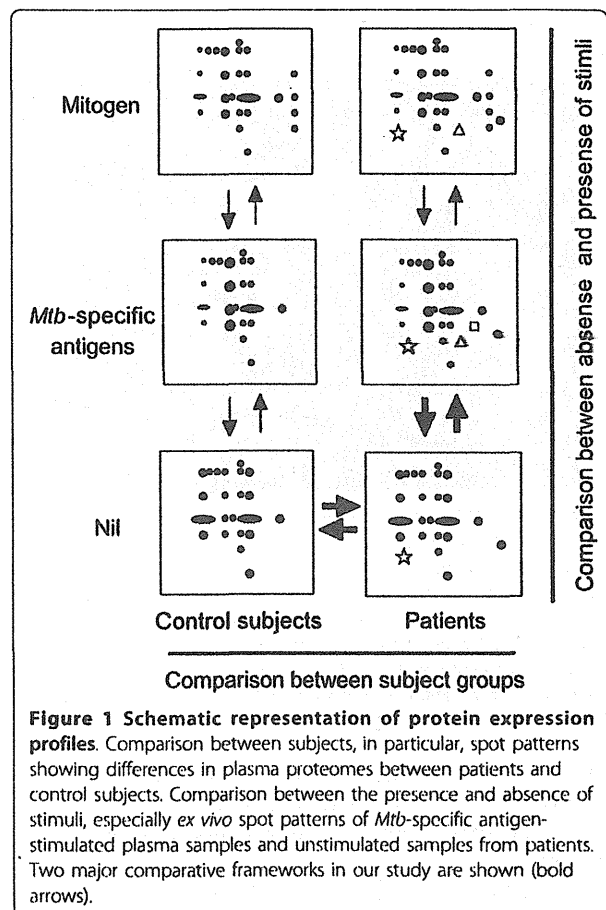 Mitogen
Mtb-specific
antigens
Nil
Control subjects
Patients
Comparison between subject groups
Comparison between absense and presense of stimli
Figure 1 Schematic representation of protein expression
profiles. Comparison between subjects, in particular, spot patterns
showing differences in plasma proteomes between patients and
control subjects. Comparison between the presence and absence of
stimuli, especially ex vivo spot patterns of Mtb-specific antigen-
stimulated plasma samples and unstimulated samples from patients.
Two major comparative frameworks in our study are shown (bold
arrows).